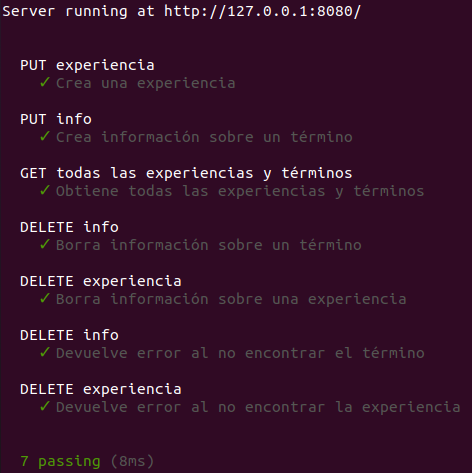 Server running at http://127.0.0.1:8080/
PUT experiencia
✓ Crea una experiencia
PUT info
✓ Crea información sobre un término
GET todas las experiencias y términos
✓ Obtiene todas las experiencias y términos
DELETE info
✓ Borra información sobre un término
DELETE experiencia
✓ Borra información sobre una experiencia
DELETE info
✓ Devuelve error al no encontrar el término
DELETE experiencia
✓ Devuelve error al no encontrar la experiencia
7 passing (8ms)